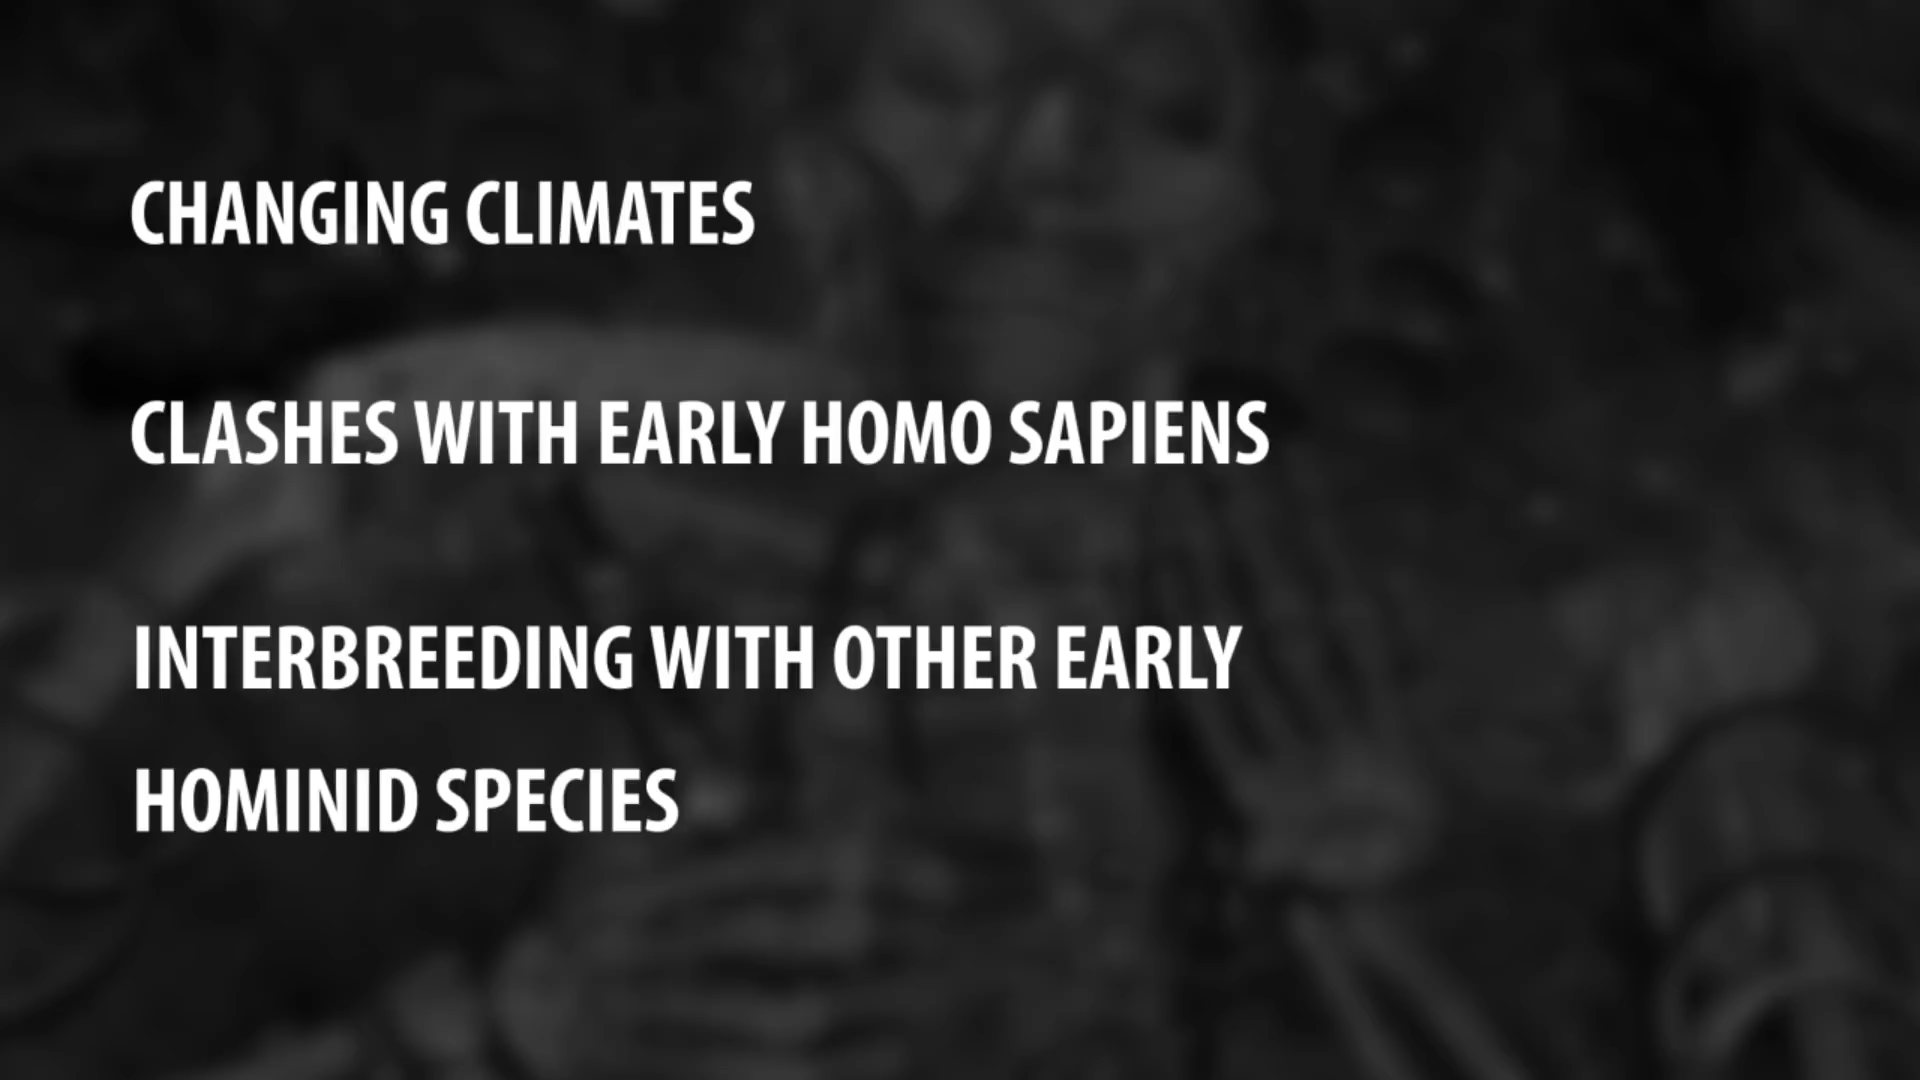 CHANGING CLIMATES
CLASHES WITH EARLY HOMO SAPIENS
INTERBREEDING WITH OTHER EARLY
HOMINID SPECIES